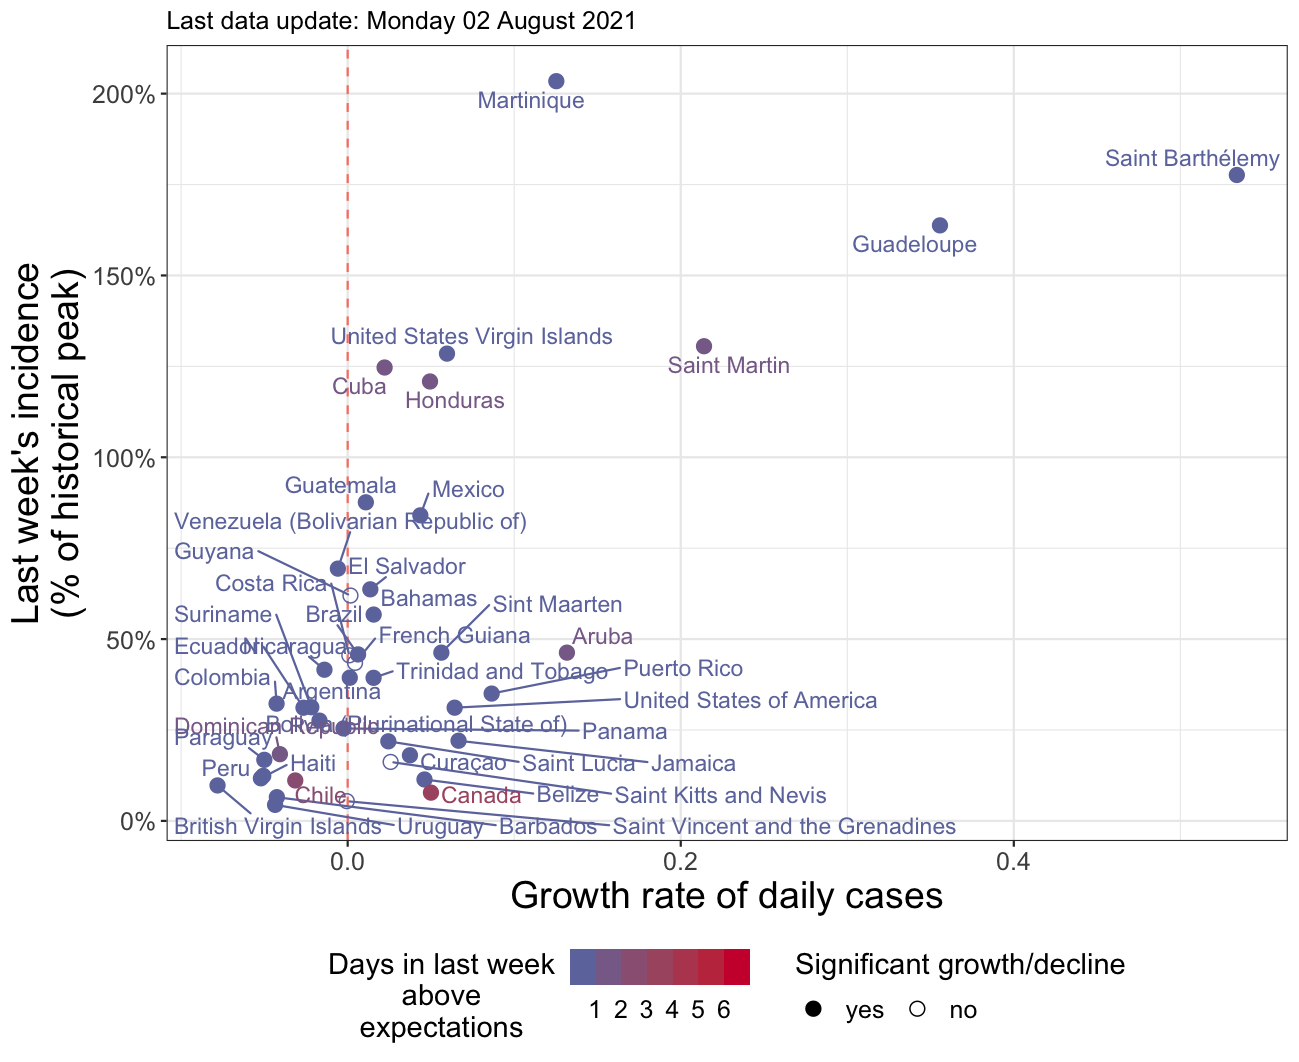 Last data update: Monday 02 August 2021
200%
Martinique
Saint Barthélemy
Guadeloupe
150%
United States Virgin Islands
Saint Martin
Cuba
Honduras
100%
Guatemala
Mexico
Venezuela (Bolivarian Republic of)
Guyana
El Salvador
Costa Rica
Bahamas
Sint Maarten
Suriname
Brazil
French Guiana
Aruba
50%
Ecuador
Nicaragua
Trinidad and Tobago
Puerto Rico
Colombia
Argentina
United States of America
Dominican Republic
Bolivia (Plurinational State of)
Panama
Paraguay
Peru
Haiti
Curaçao
Saint Lucia
Jamaica
Chile
Canada
Belize
Saint Kitts and Nevis
0%
British Virgin Islands
Uruguay
Barbados
Saint Vincent and the Grenadines
0.0
0.2
0.4
Last week's incidence
(% of historical peak)
Growth rate of daily cases
Days in last week
above
expectations
1 2 3 4 5 6
Significant growth/decline
yes
no